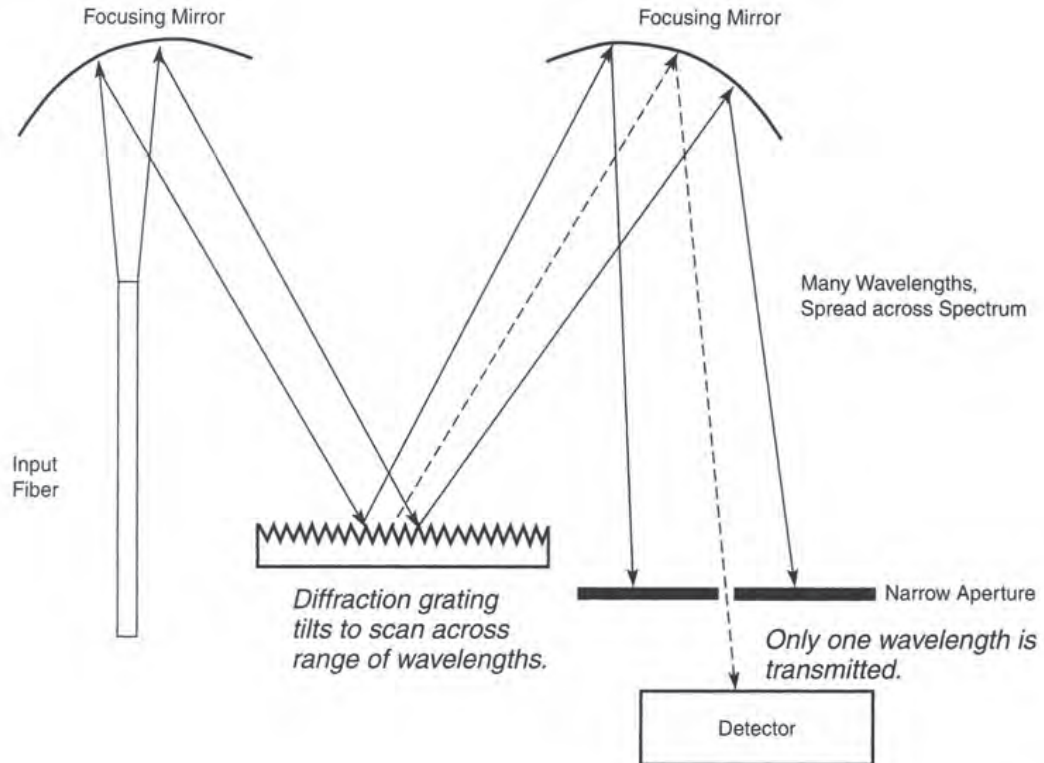 Focusing Mirror
Focusing Mirror
Many Wavelengths,
Spread across Spectrum
Input
Fiber
Diffraction grating
tilts to scan across
range of wavelengths.
Narrow Aperture
Only one wavelength is
transmitted.
Detector